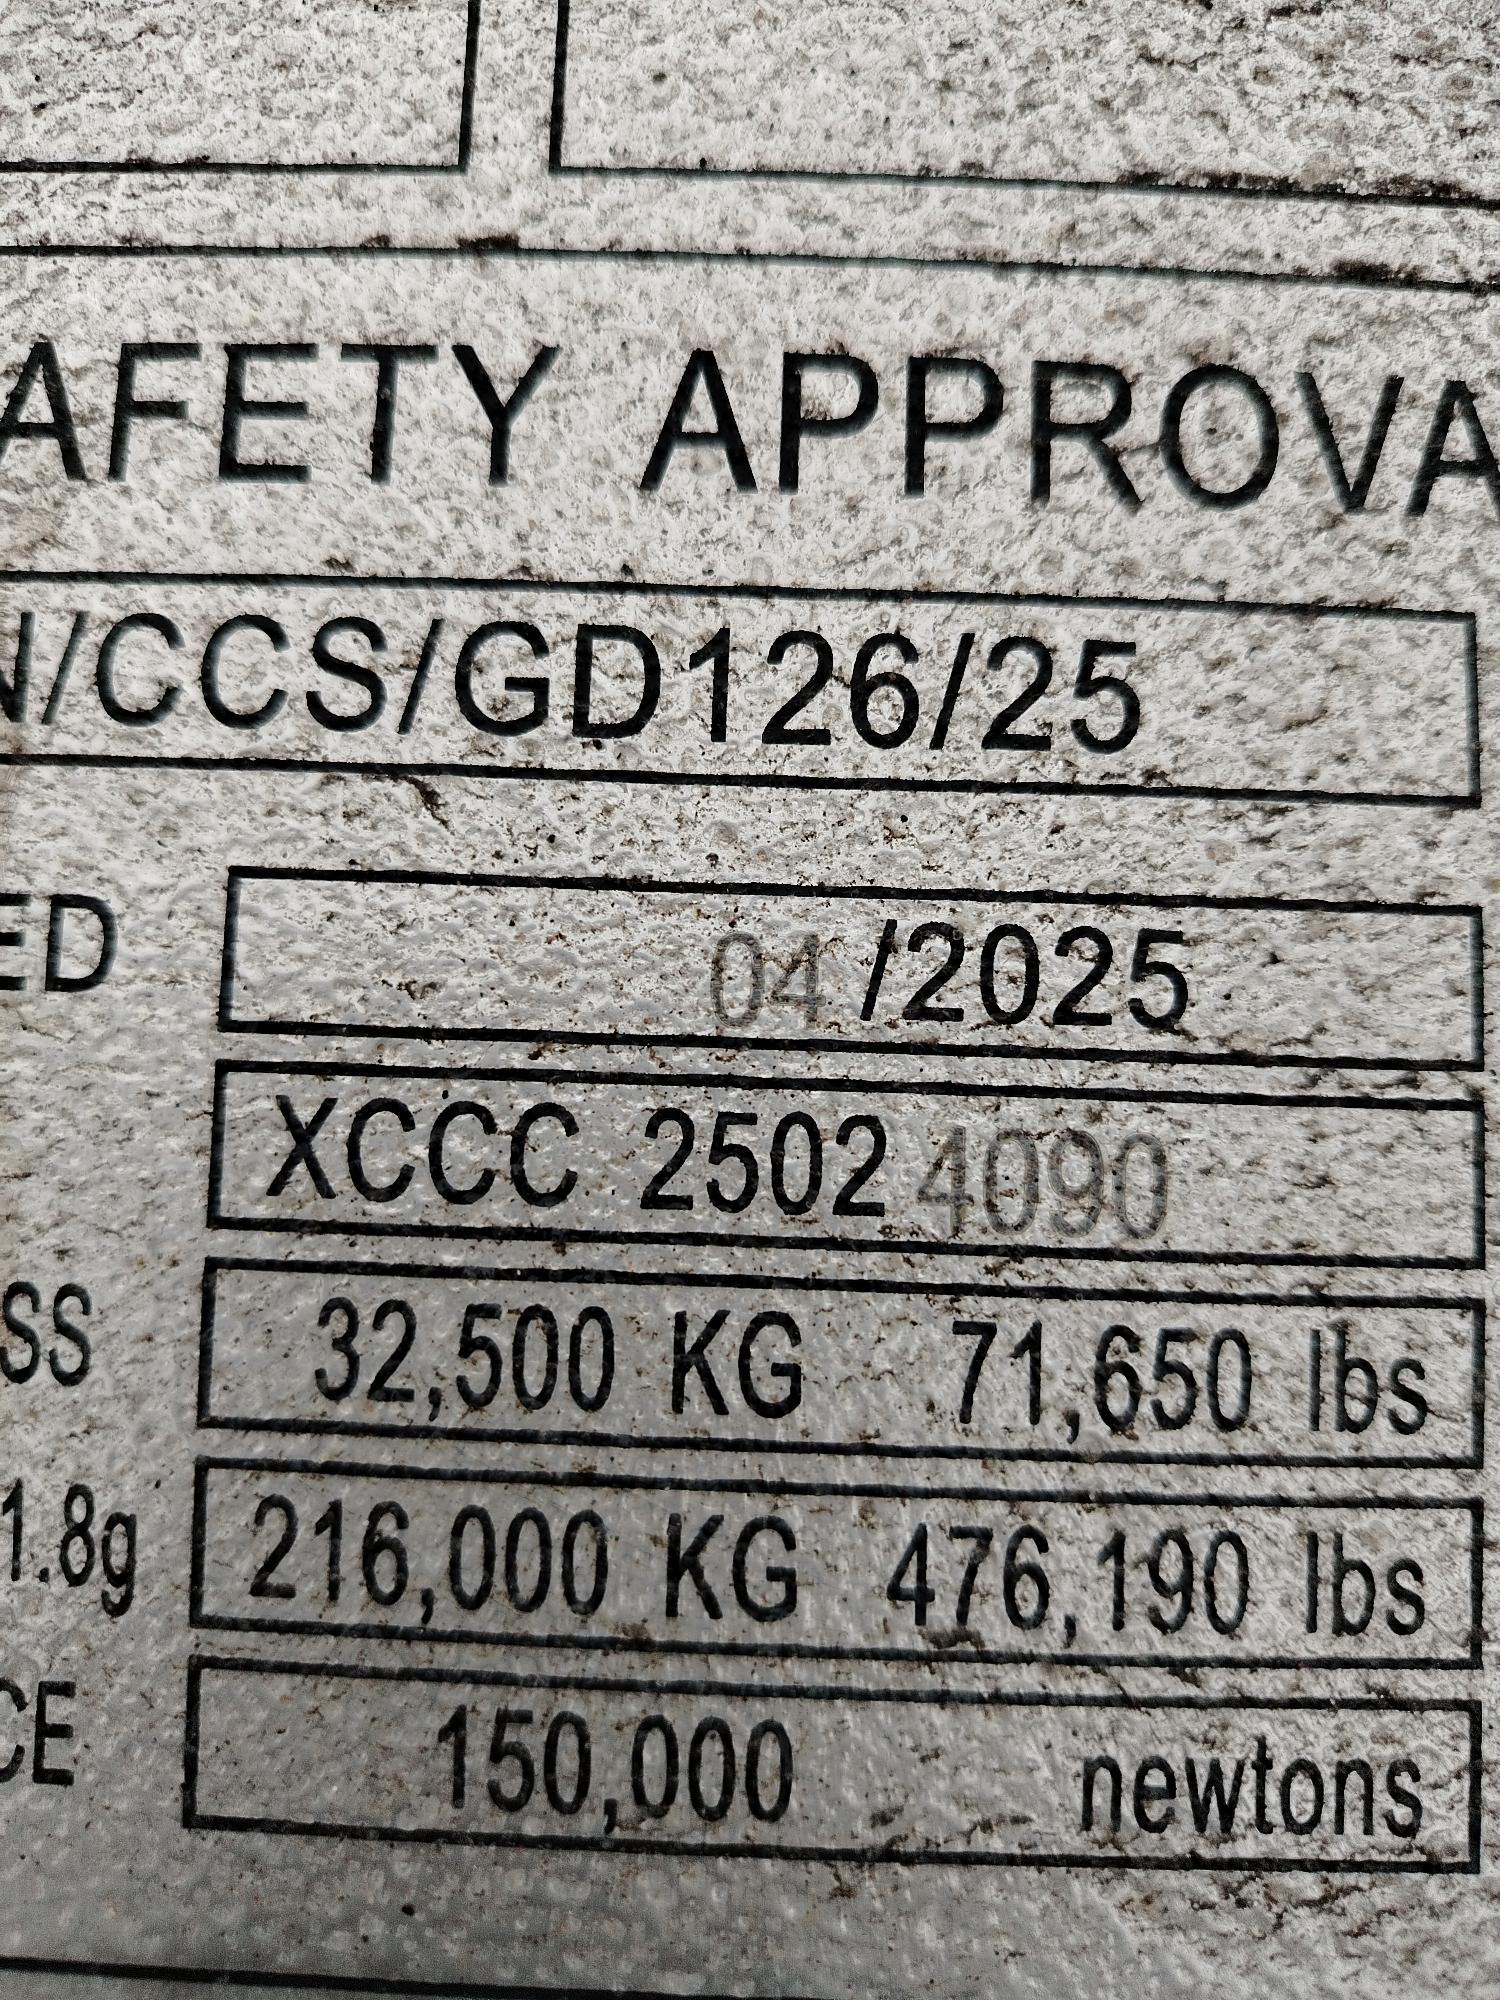 AFETY APPROVA
N/CCS/GD126/25
ED 04 /2025
XCCC 2502 4090
SS 32,500 KG 71,650 lbs
1.8g 216,000 KG 476,190 lbs
CE 150,000 newtons